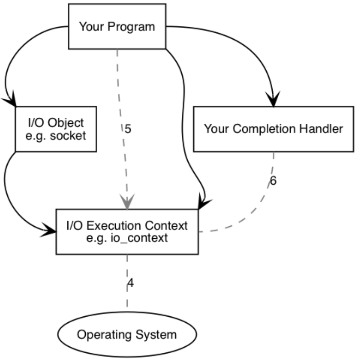 Your Program
I/O Object
e.g. socket
5
Your Completion Handler
6
I/O Execution Context
e.g. io_context
4
Operating System